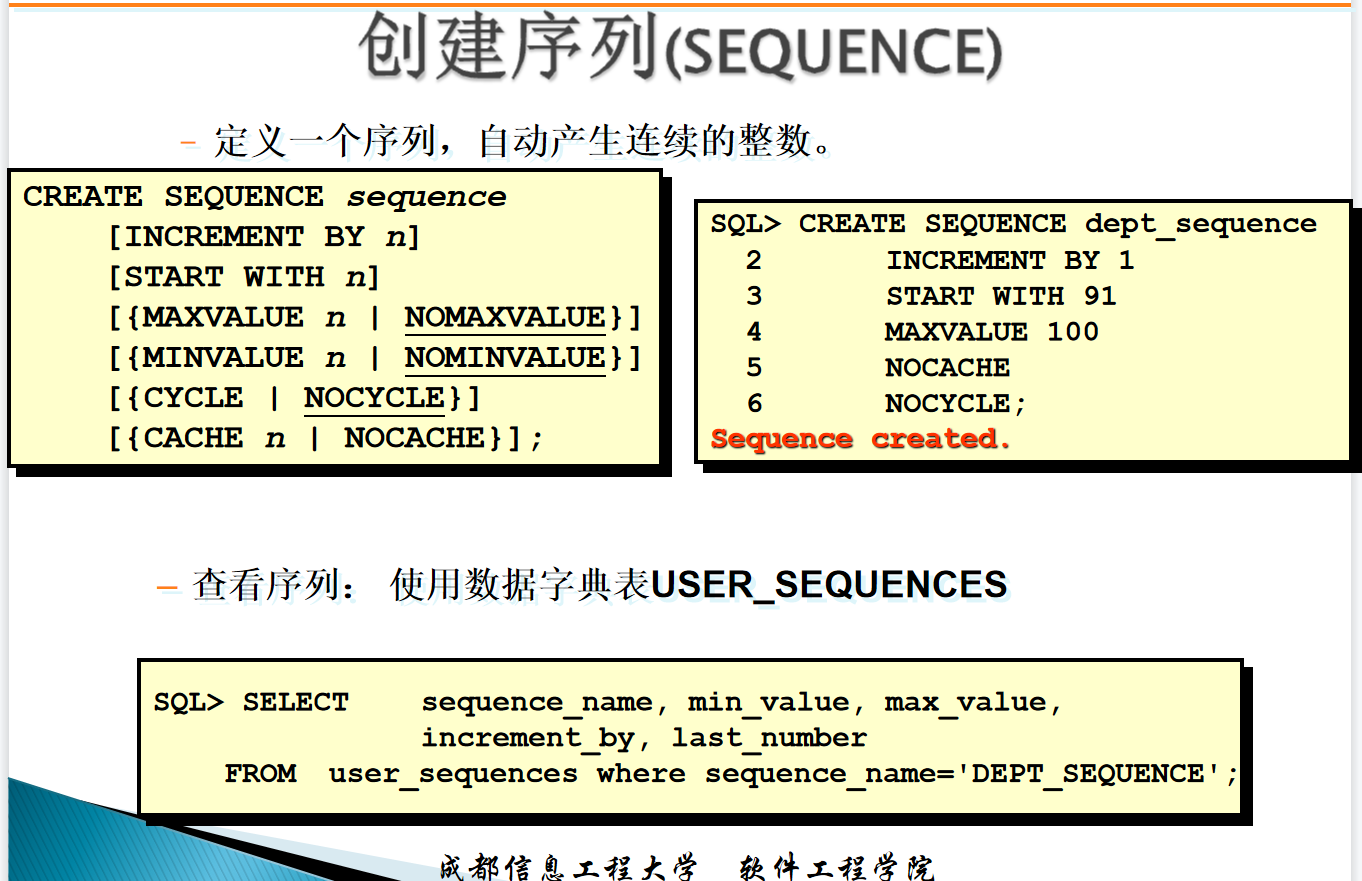 创建序列(SEQUENCE)
– 定义一个序列，自动产生连续的整数。
CREATE SEQUENCE sequence
[INCREMENT BY n]
[START WITH n]
[{MAXVALUE n | NOMAXVALUE}]
[{MINVALUE n | NOMINVALUE}]
[{CYCLE | NOCYCLE}]
[{CACHE n | NOCACHE}];
SQL> CREATE SEQUENCE dept_sequence
2 INCREMENT BY 1
3 START WITH 91
4 MAXVALUE 100
5 NOCACHE
6 NOCYCLE;
Sequence created.
– 查看序列： 使用数据字典表USER_SEQUENCES
SQL> SELECT sequence_name, min_value, max_value,
increment_by, last_number
FROM user_sequences where sequence_name='DEPT_SEQUENCE';
成都信息工程大学 软件工程学院